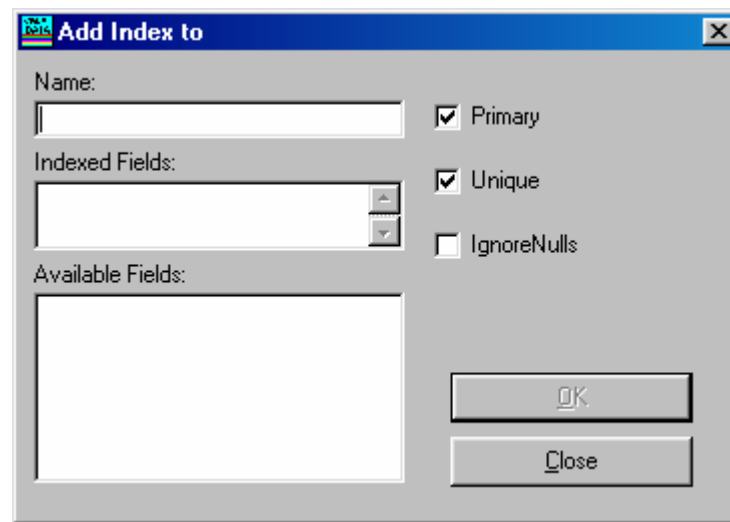 Add Index to
Name:
Primary
Indexed Fields:
Unique
IgnoreNulls
Available Fields:
OK
Close